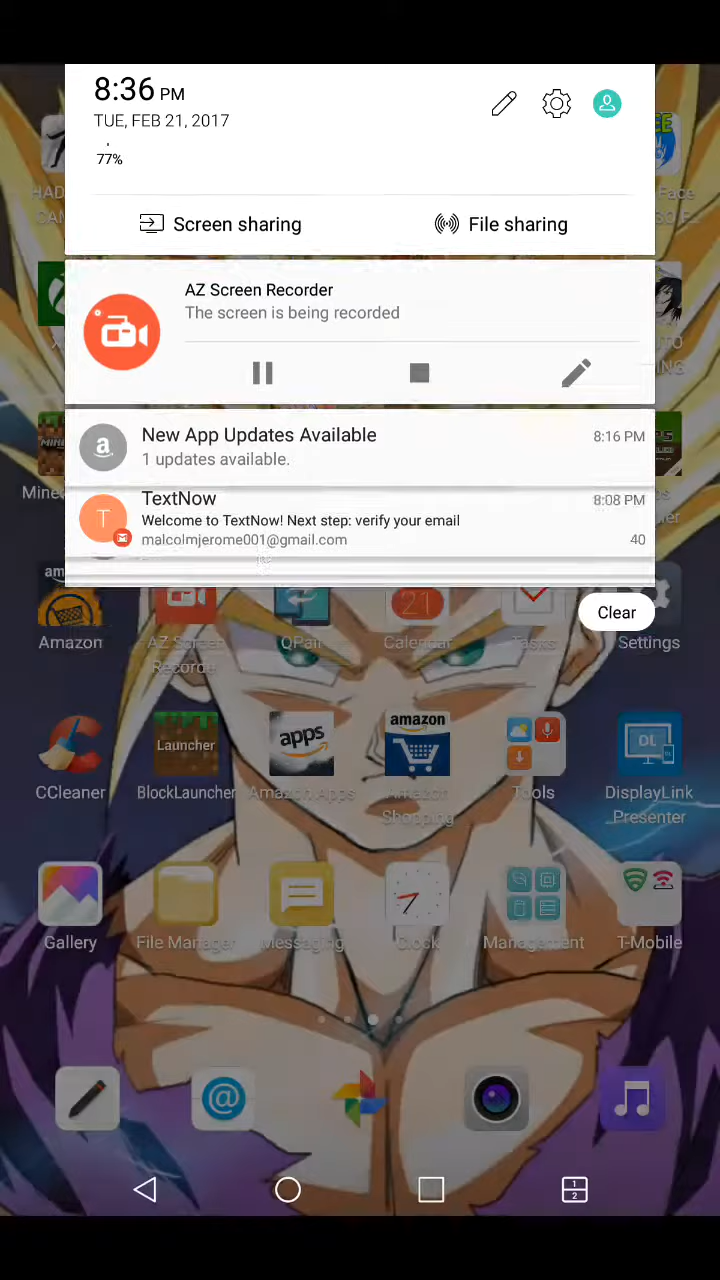 8:36 PM
TUE, FEB 21, 2017
77%
Screen sharing
File sharing
AZ Screen Recorder
The screen is being recorded
New App Updates Available
8:16 PM
1 updates available.
TextNow
8:08 PM
Welcome to TextNow! Next step: verify your email
malcolmjerome001@gmail.com
40
Clear
21
Amazon
AZ Screen
Recorder
QPair
Calendar
Tasks
Settings
Launcher
apps
amazon
DL
CCleaner
BlockLauncher
Amazon Apps
Amazon
Shopping
Tools
DisplayLink
Presenter
Gallery
File Manager
Messaging
Clock
Management
T-Mobile